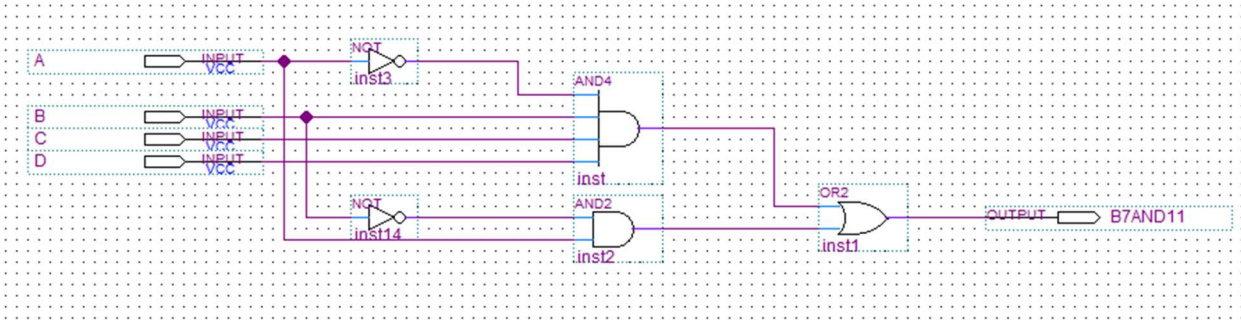 A INPUT VCC
NOT
inst3
AND4
B INPUT VCC
C INPUT VCC
D INPUT VCC
inst
NOT
inst14
AND2
inst2
OR2
inst1
OUTPUT B7AND11